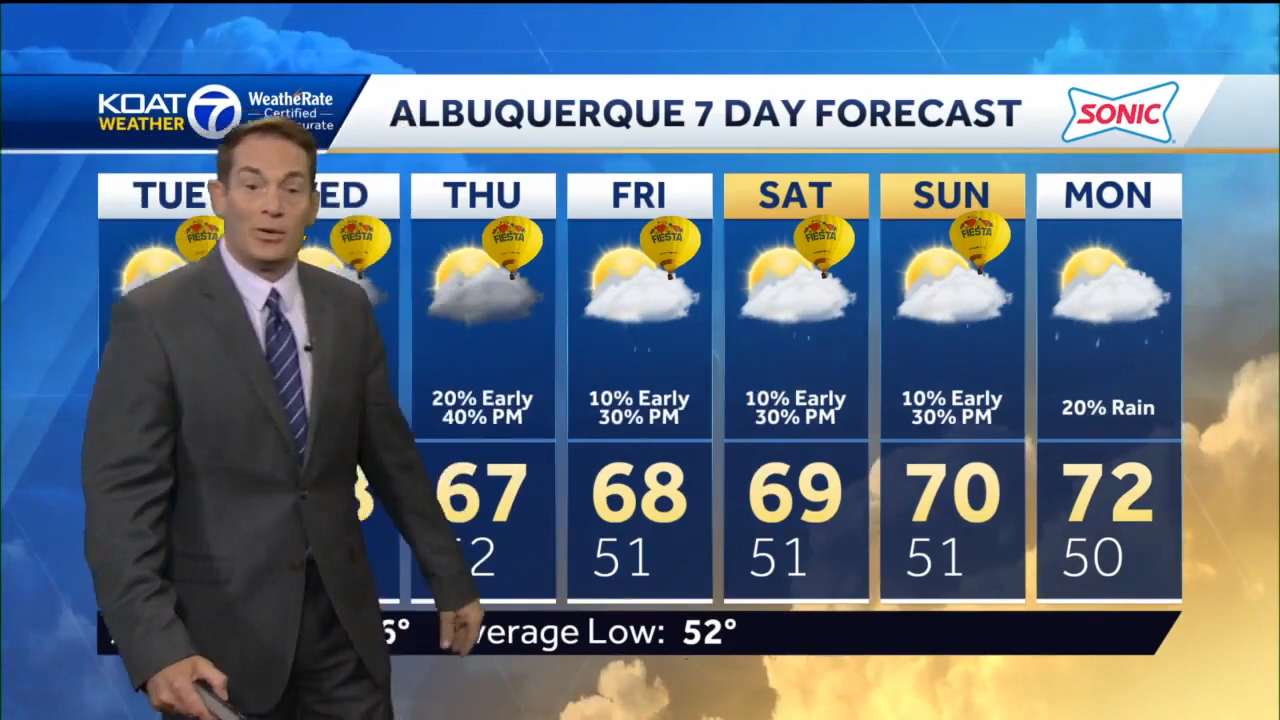 KOAT
WEATHER
7
WeatheRate
Certified
ALBUQUERQUE 7 DAY FORECAST
SONIC
TUE
THU
FRI
SAT
SUN
MON
FIESTA
FIESTA
FIESTA
FIESTA
FIESTA
20% Early
40% PM
10% Early
30% PM
10% Early
30% PM
10% Early
30% PM
20% Rain
67
68
69
70
72
51
51
51
50
Low: 52°